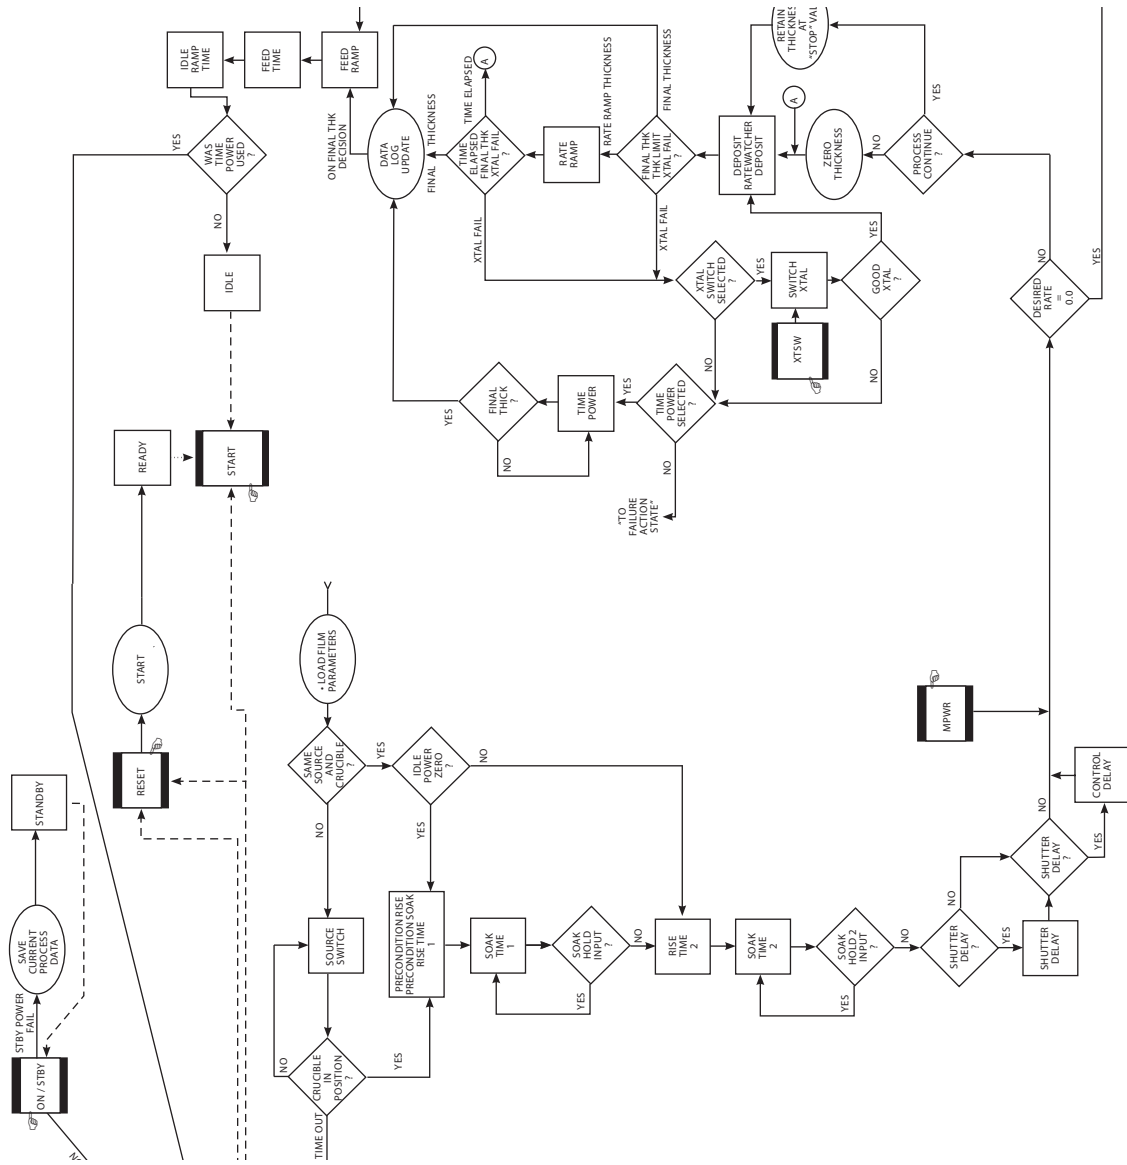 IDLE
RAMP
TIME
FEED
TIME
FEED
RAMP
ON FINAL THK
DECISION
YES
WAS
TIME
POWER
USED
?
NO
IDLE
DATA
LOG
UPDATE
FINAL THICKNESS
TIME ELAPSED
A
TIME
ELAPSED
FINAL THK
XTAL FAIL
?
XTAL FAIL
RATE
RAMP
RATE RAMP THICKNESS
FINAL THICKNESS
FINAL THK
THK LIMIT
XTAL FAIL
?
XTAL FAIL
DEPOSIT
RATEWATCHER
DEPOSIT
RETAIN
AT
A
ZERO
THICKNESS
NO
PROCESS
CONTINUE
?
YES
XTAL
SWITCH
SELECTED
?
YES
SWITCH
XTAL
XTSW
YES
GOOD
XTAL
?
NO
NO
TIME
POWER
SELECTED
?
YES
NO
"TO
FAILURE
ACTION
STATE"
TIME
POWER
FINAL
THICK
?
YES
NO
DESIRED
RATE
=
0.0
NO
YES
READY
START
START
RESET
STANDBY
SAVE
CURRENT
PROCESS
DATA
STBY POWER
FAIL
ON / STBY
* LOAD FILM
PARAMETERS
SAME
SOURCE
AND
CRUCIBLE
?
YES
NO
IDLE
POWER
ZERO
?
NO
YES
SOURCE
SWITCH
CRUCIBLE
IN
POSITION
?
NO
YES
TIME OUT
PRECONDITION RISE
PRECONDITION SOAK
RISE TIME
1
SOAK
TIME
1
SOAK
HOLD
INPUT
?
NO
YES
RISE
TIME
2
SOAK
TIME
2
SOAK
HOLD 2
INPUT
?
NO
YES
SHUTTER
DELAY
?
NO
YES
SHUTTER
DELAY
SHUTTER
DELAY
?
NO
YES
CONTROL
DELAY
MPWR